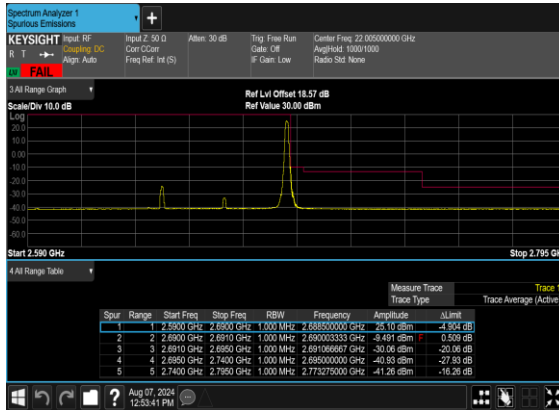 Spectrum Analyzer 1
Spurious Emissions
+
KEYSIGHT Input: RF Input Z: 50 Ω Atten: 30 dB Trig: Free Run Center Freq: 22.005000000 GHz
R T Coupling: DC Corr CCorr Gate: Off Avg|Hold: 1000/1000
Align: Auto Freq Ref: Int (S) IF Gain: Low Radio Std: None
LV FAIL
3 All Range Graph Ref Lvl Offset 18.57 dB
Scale/Div 10.0 dB Ref Value 30.00 dBm
Log
20.0
10.0
0.00
-10.0
-20.0
-30.0
-40.0
-50.0
-60.0
Start 2.590 GHz Stop 2.795 GH
4 All Range Table
Measure Trace Trace 1
Trace Type Trace Average (Active
Spur Range Start Freq Stop Freq RBW Frequency Amplitude ΔLimit
1 1 2.5900 GHz 2.6900 GHz 1.000 MHz 2.688500000 GHz 25.10 dBm -4.904 dB
2 2 2.6900 GHz 2.6910 GHz 1.000 MHz 2.690003333 GHz -9.491 dBm F 0.509 dB
3 3 2.6910 GHz 2.6950 GHz 1.000 MHz 2.691066667 GHz -30.06 dBm -20.06 dB
4 4 2.6950 GHz 2.7400 GHz 1.000 MHz 2.695000000 GHz -40.93 dBm -27.93 dB
5 5 2.7400 GHz 2.7950 GHz 1.000 MHz 2.773275000 GHz -41.26 dBm -16.26 dB
? Aug 07, 2024
12:53:41 PM